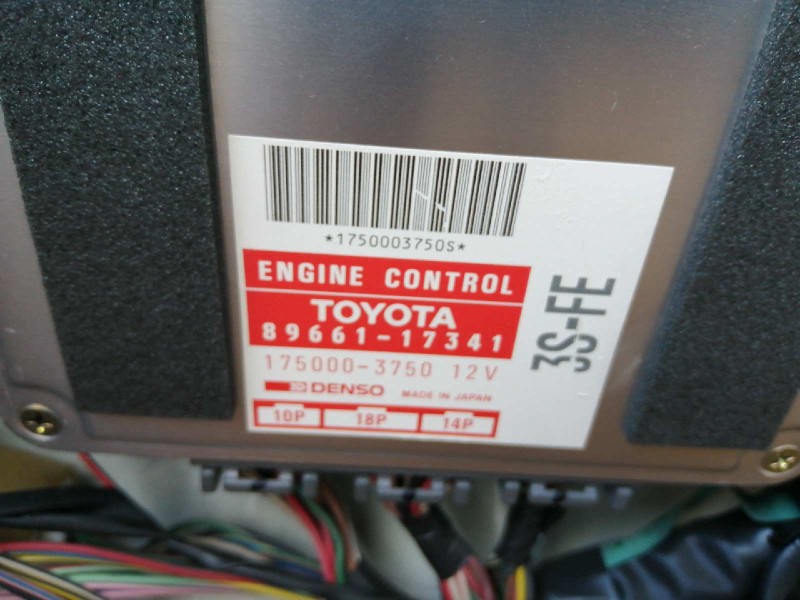 *1750003750S*
ENGINE CONTROL
TOYOTA
89661-17341
175000-3750 12V
DENSO MADE IN JAPAN
10P 18P 14P
3S-FE